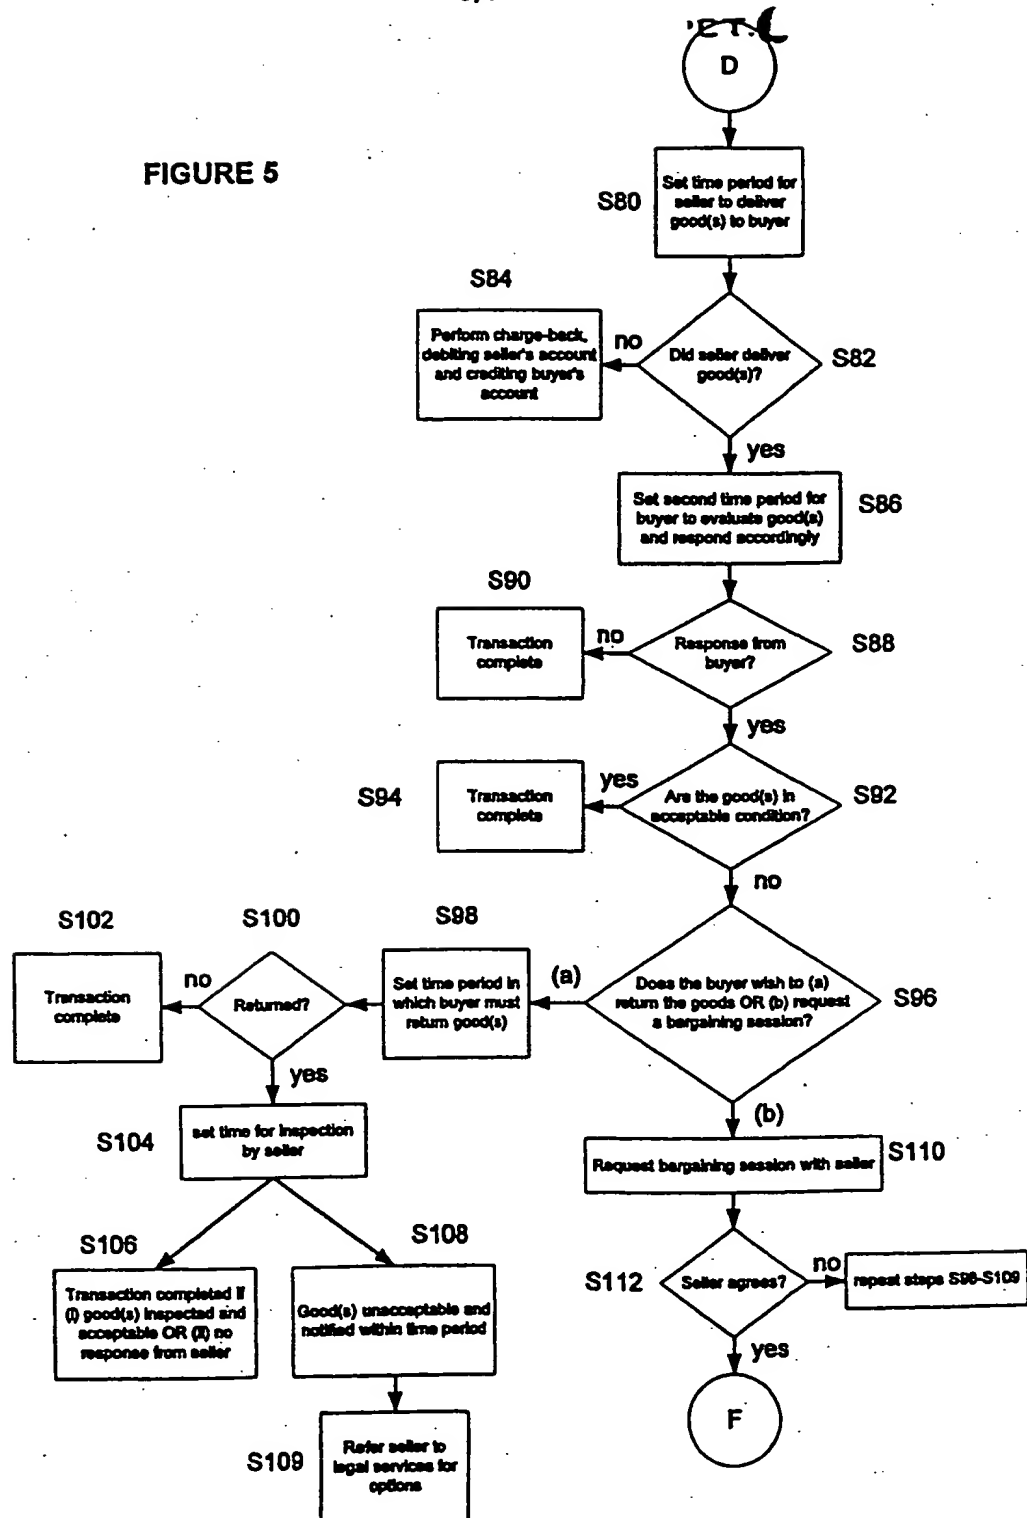 D
FIGURE 5
S80
Set time period for
seller to deliver
good(s) to buyer
S84
Perform charge-back,
debiting seller's account
and crediting buyer's
account
no
Did seller deliver
good(s)?
S82
yes
Set second time period for
buyer to evaluate good(s)
and respond accordingly
S86
S90
Transaction
complete
no
Response from
buyer?
S88
yes
S94
Transaction
complete
yes
Are the good(s) in
acceptable condition?
S92
no
S102
S100
S98
Transaction
complete
no
Returned?
Set time period in
which buyer must
return good(s)
(a)
Does the buyer wish to (a)
return the goods OR (b) request
a bargaining session?
S96
yes
(b)
S104
set time for inspection
by seller
Request bargaining session with seller
S110
S106
S108
Transaction completed if
(i) good(s) inspected and
acceptable OR (ii) no
response from seller
Good(s) unacceptable and
notified within time period
S112
Seller agrees?
no
repeat steps S98-S109
yes
F
S109
Refer seller to
legal services for
options